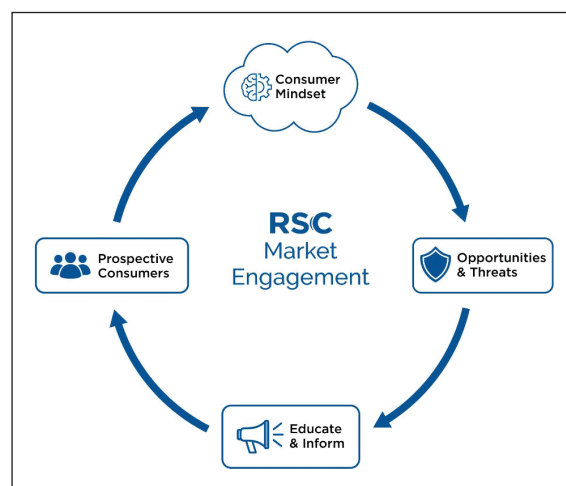 Consumer
Mindset
RSC
Market
Engagement
Prospective
Consumers
Opportunities
& Threats
Educate
& Inform